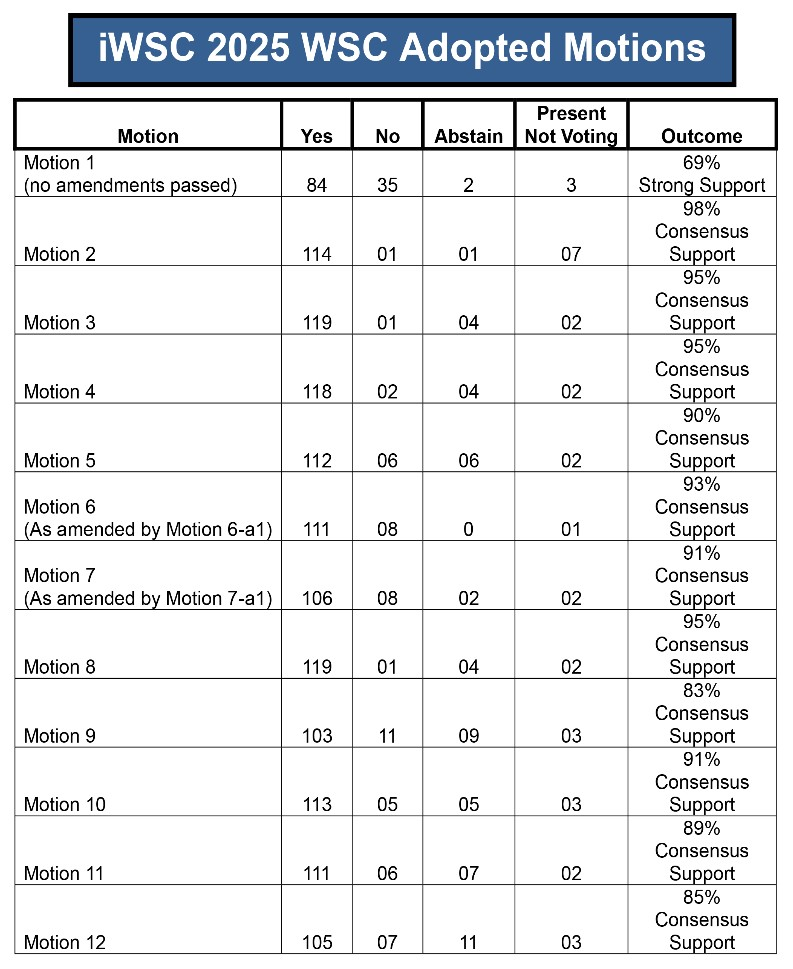 iWSC 2025 WSC Adopted Motions
Motion Yes No Abstain Present Not Voting Outcome
Motion 1
(no amendments passed) 84 35 2 3 69% Strong Support
Motion 2 114 01 01 07 98% Consensus Support
Motion 3 119 01 04 02 95% Consensus Support
Motion 4 118 02 04 02 95% Consensus Support
Motion 5 112 06 06 02 90% Consensus Support
Motion 6
(As amended by Motion 6-a1) 111 08 0 01 93% Consensus Support
Motion 7
(As amended by Motion 7-a1) 106 08 02 02 91% Consensus Support
Motion 8 119 01 04 02 95% Consensus Support
Motion 9 103 11 09 03 83% Consensus Support
Motion 10 113 05 05 03 91% Consensus Support
Motion 11 111 06 07 02 89% Consensus Support
Motion 12 105 07 11 03 85% Consensus Support